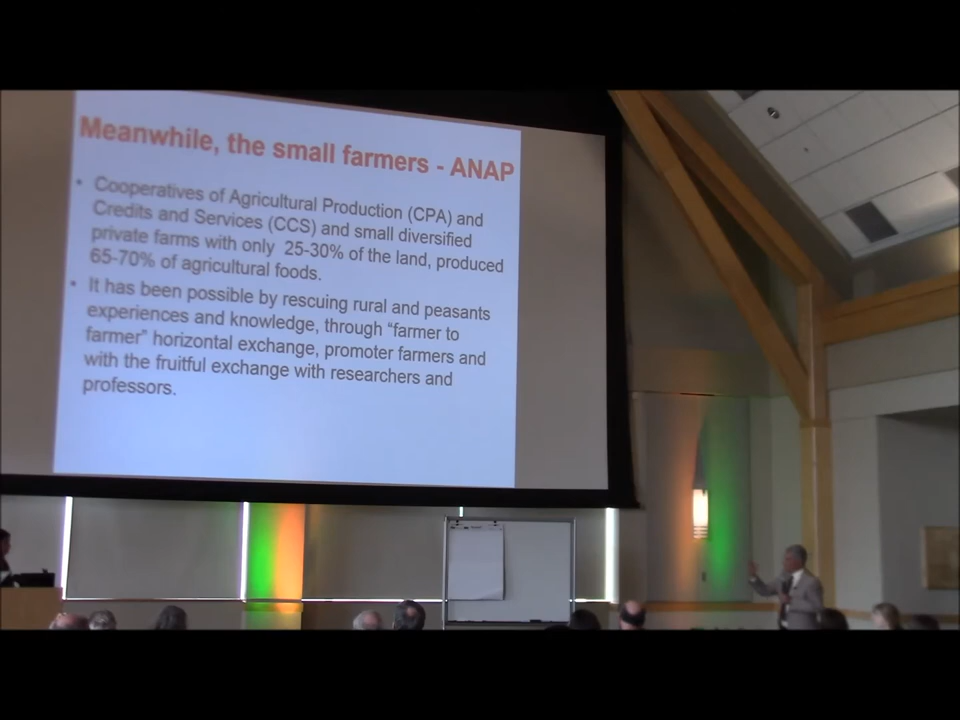 Meanwhile, the small farmers - ANAP
• Cooperatives of Agricultural Production (CPA) and
Credits and Services (CCS) and small diversified
private farms with only 25-30% of the land, produced
65-70% of agricultural foods.
• It has been possible by rescuing rural and peasants
experiences and knowledge, through “farmer to
farmer” horizontal exchange, promoter farmers and
with the fruitful exchange with researchers and
professors.